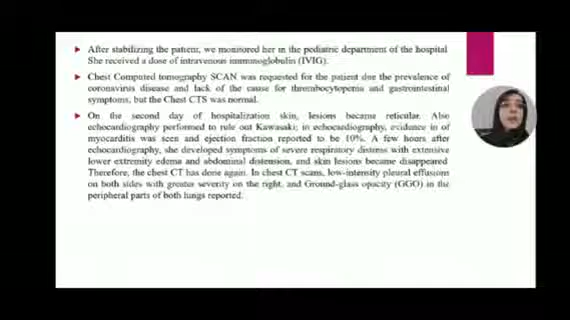 After stabilizing the patient, we monitored her in the pediatric department of the hospital.
She received a dose of intravenous immunoglobulin (IVIG).
Chest Computed tomography SCAN was requested for the patient due the prevalence of
coronavirus disease and lack of the cause for thrombocytopenia and gastrointestinal
symptoms, but the Chest CTS was normal.
On the second day of hospitalization skin, lesions became reticular. Also
echocardiography performed to rule out Kawasaki; in echocardiography, evidence in of
myocarditis was seen and ejection fraction reported to be 10%. A few hours after
echocardiography, she developed symptoms of severe respiratory distress with extensive
lower extremity edema and abdominal distension, and skin lesions became disappeared.
Therefore, the chest CT has done again. In chest CT scans, low-intensity pleural effusions
on both sides with greater severity on the right, and Ground-glass opacity (GGO) in the
peripheral parts of both lungs reported.